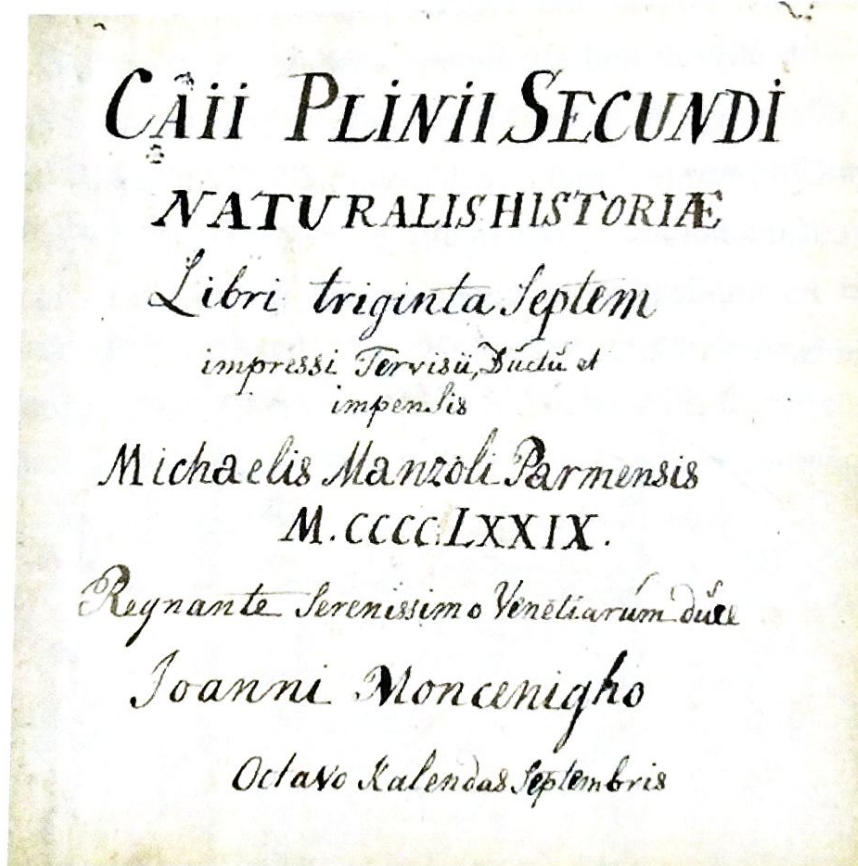 CAii PLiNii SECUNDi
NATURALIS HISTORIÆ
Libri triginta Septem
impressi Tervisii, Ductu et
impensis
Michaelis Manzoli Parmensis
M.CCCC.LXXIX.
Regnante Serenissimo Venetiarum duce
Joanni Moncenigho
Octavo Kalendas Septembris